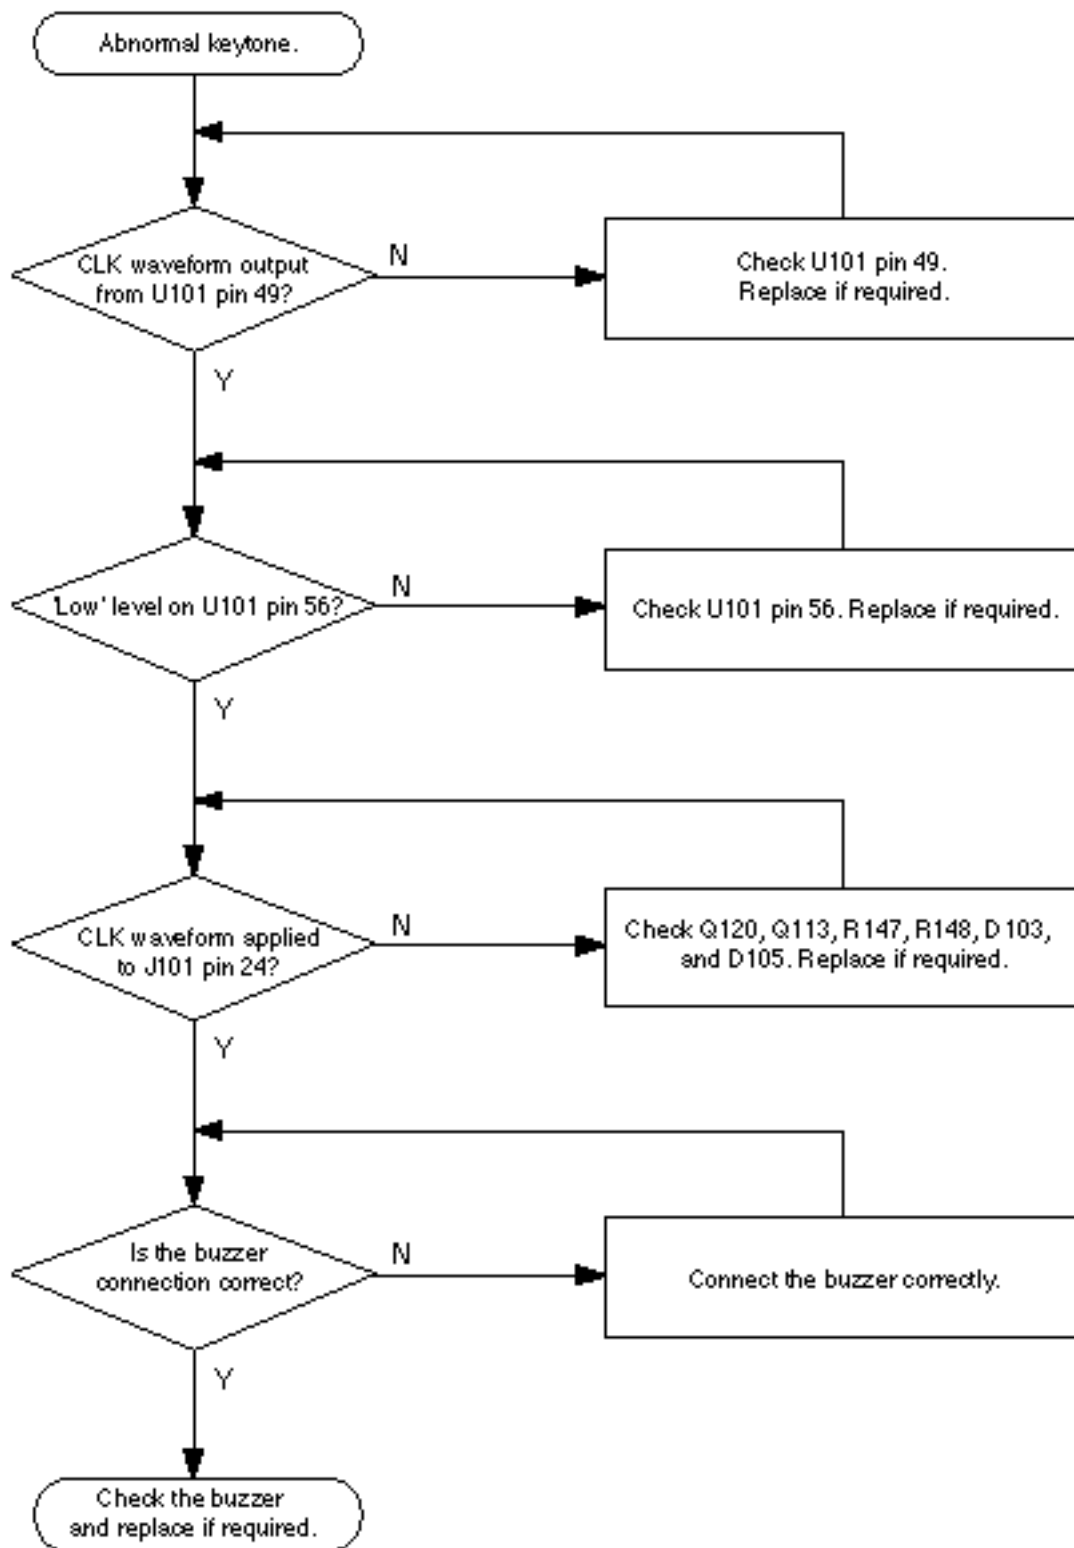 Abnormal keytone.
CLK waveform output
from U101 pin 49?
N
Check U101 pin 49.
Replace if required.
Y
'Low' level on U101 pin 56?
N
Check U101 pin 56. Replace if required.
Y
CLK waveform applied
to J101 pin 24?
N
Check Q120, Q113, R147, R148, D103,
and D105. Replace if required.
Y
Is the buzzer
connection correct?
N
Connect the buzzer correctly.
Y
Check the buzzer
and replace if required.